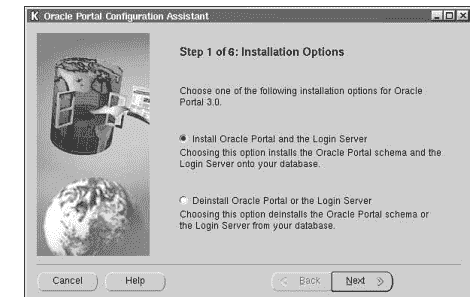 K Oracle Portal Configuration Assistant
Step 1 of 6: Installation Options
Choose one of the following installation options for Oracle
Portal 3.0.
Install Oracle Portal and the Login Server
Choosing this option installs the Oracle Portal schema and the
Login Server onto your database.
Deinstall Oracle Portal or the Login Server
Choosing this option deinstalls the Oracle Portal schema or
the Login Server from your database.
Cancel Help Back Next